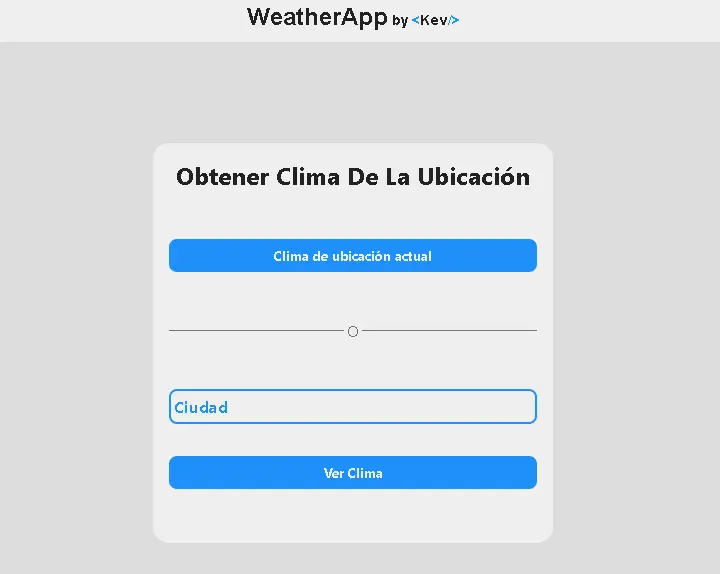 WeatherApp by <Kev/>
Obtener Clima De La Ubicación
Clima de ubicación actual
O
Ciudad
Ver Clima